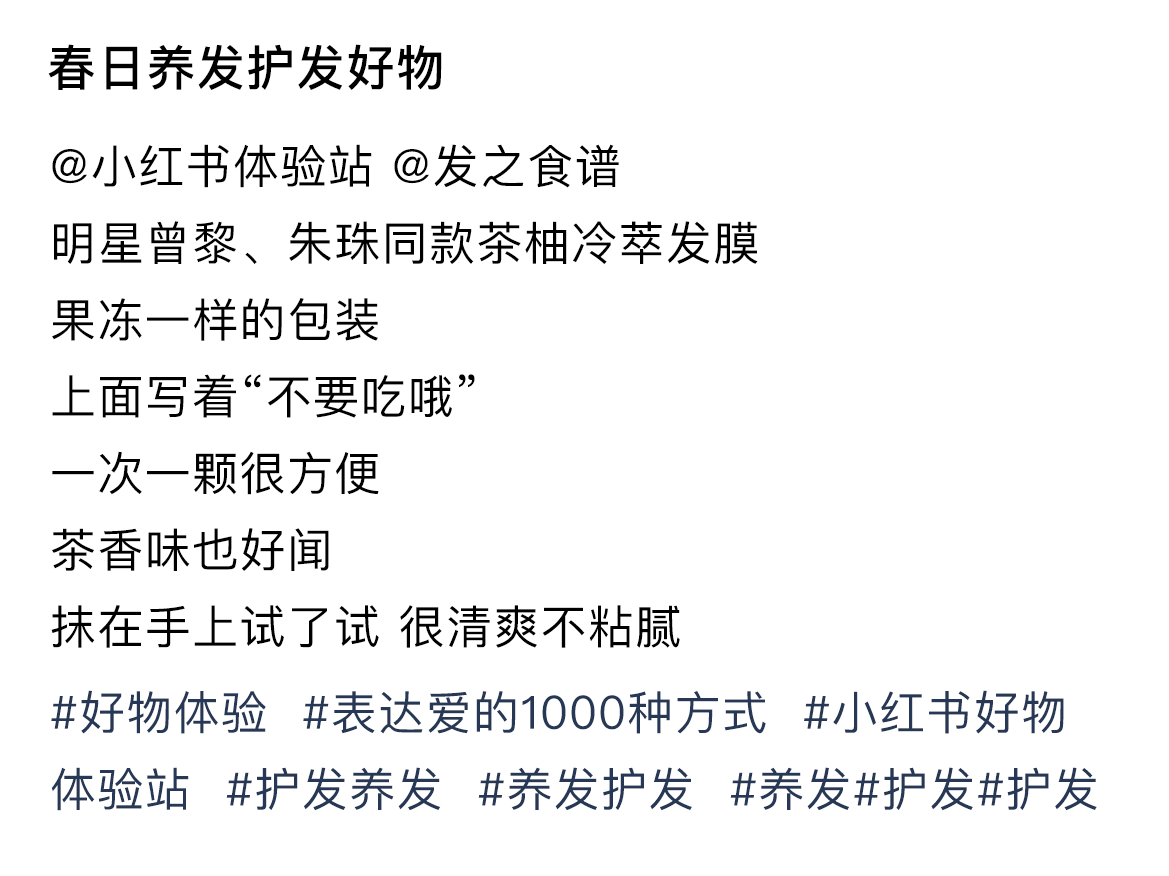 春日养发护发好物
@小红书体验站 @发之食谱
明星曾黎、朱珠同款茶柚冷萃发膜
果冻一样的包装
上面写着“不要吃哦”
一次一颗很方便
茶香味也好闻
抹在手上试了试 很清爽不粘腻
#好物体验 #表达爱的1000种方式 #小红书好物
体验站 #护发养发 #养发护发 #养发#护发#护发